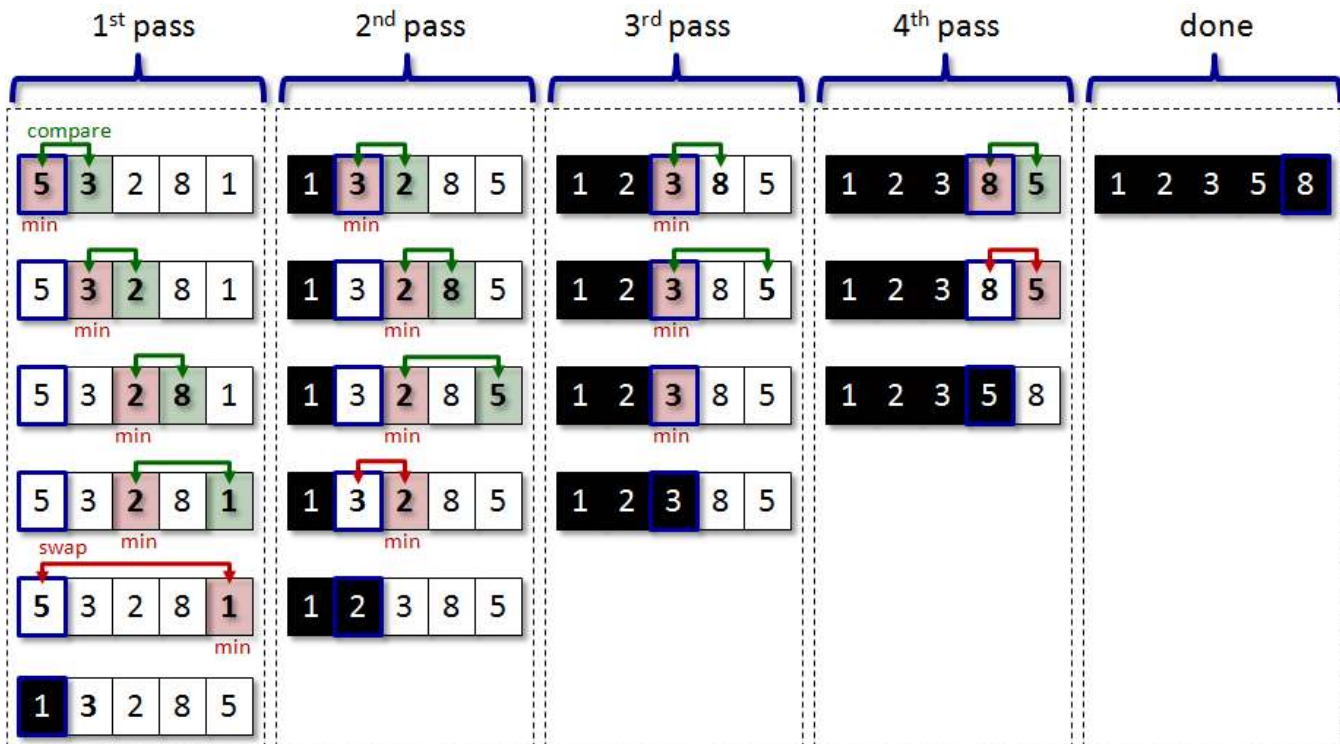 1st pass
2nd pass
3rd pass
4th pass
done
compare
5 3 2 8 1
min
5 3 2 8 1
min
5 3 2 8 1
min
5 3 2 8 1
min
swap
5 3 2 8 1
min
1 3 2 8 5
1 3 2 8 5
min
1 3 2 8 5
min
1 3 2 8 5
min
1 3 2 8 5
min
1 2 3 8 5
1 2 3 8 5
min
1 2 3 8 5
min
1 2 3 8 5
min
1 2 3 8 5
1 2 3 8 5
1 2 3 8 5
1 2 3 5 8
1 2 3 5 8